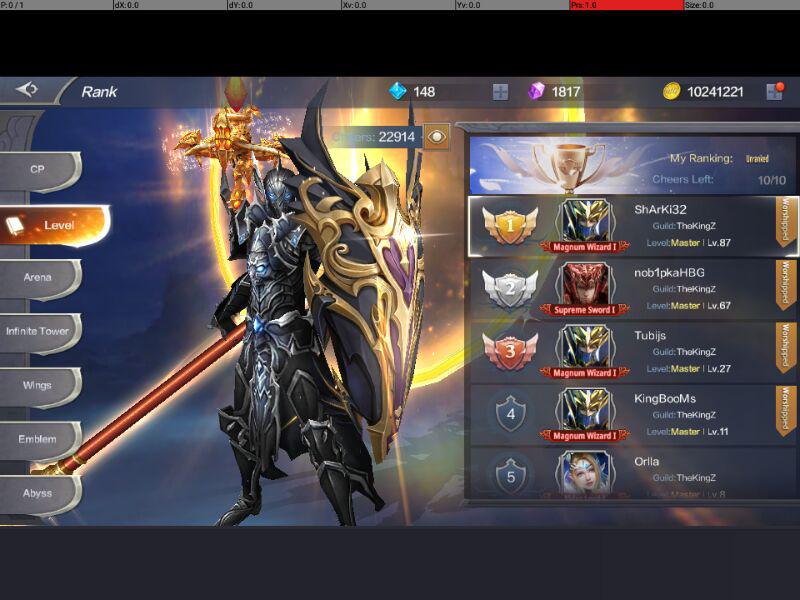 P: 0 / 1
dX: 0.0
dY: 0.0
Xv: 0.0
Yv: 0.0
Prs: 1.0
Size: 0.0
Rank
148
1817
10241221
Cheers: 22914
My Ranking: Unranked
Cheers Left: 10/10
CP
Level
Arena
Infinite Tower
Wings
Emblem
Abyss
1
ShArKi32
Guild:TheKingZ
Level:Master | Lv.87
Magnum Wizard I
Worshipped
2
nob1pkaHBG
Guild:TheKingZ
Level:Master | Lv.67
Supreme Sword I
Worshipped
3
Tubijs
Guild:TheKingZ
Level:Master | Lv.27
Magnum Wizard I
Worshipped
4
KingBooMs
Guild:TheKingZ
Level:Master | Lv.11
Magnum Wizard I
Worshipped
5
Guild:TheKingZ
Level:Master | Lv.8